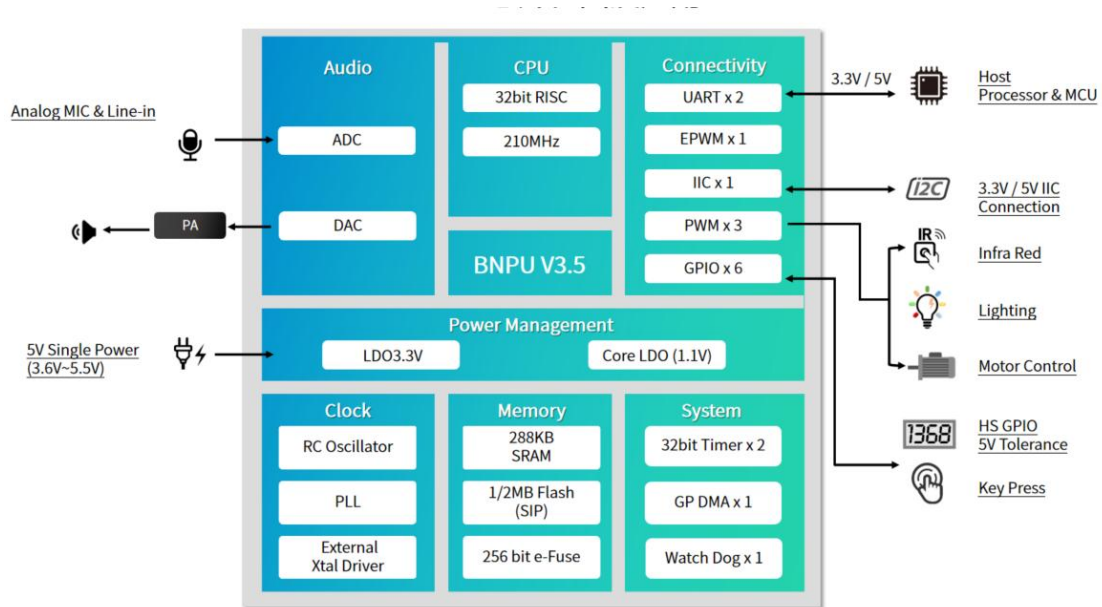 Audio
ADC
DAC
CPU
32bit RISC
210MHz
BNPU V3.5
Connectivity
UART x 2
EPWM x 1
IIC x 1
PWM x 3
GPIO x 6
Analog MIC & Line-in
PA
3.3V / 5V
Host
Processor & MCU
I2C
3.3V / 5V IIC
Connection
IR
Infra Red
Lighting
Motor Control
1368
HS GPIO
5V Tolerance
Key Press
5V Single Power
(3.6V~5.5V)
Power Management
LDO3.3V
Core LDO (1.1V)
Clock
RC Oscillator
PLL
External
Xtal Driver
Memory
288KB
SRAM
1/2MB Flash
(SIP)
256 bit e-Fuse
System
32bit Timer x 2
GP DMA x 1
Watch Dog x 1